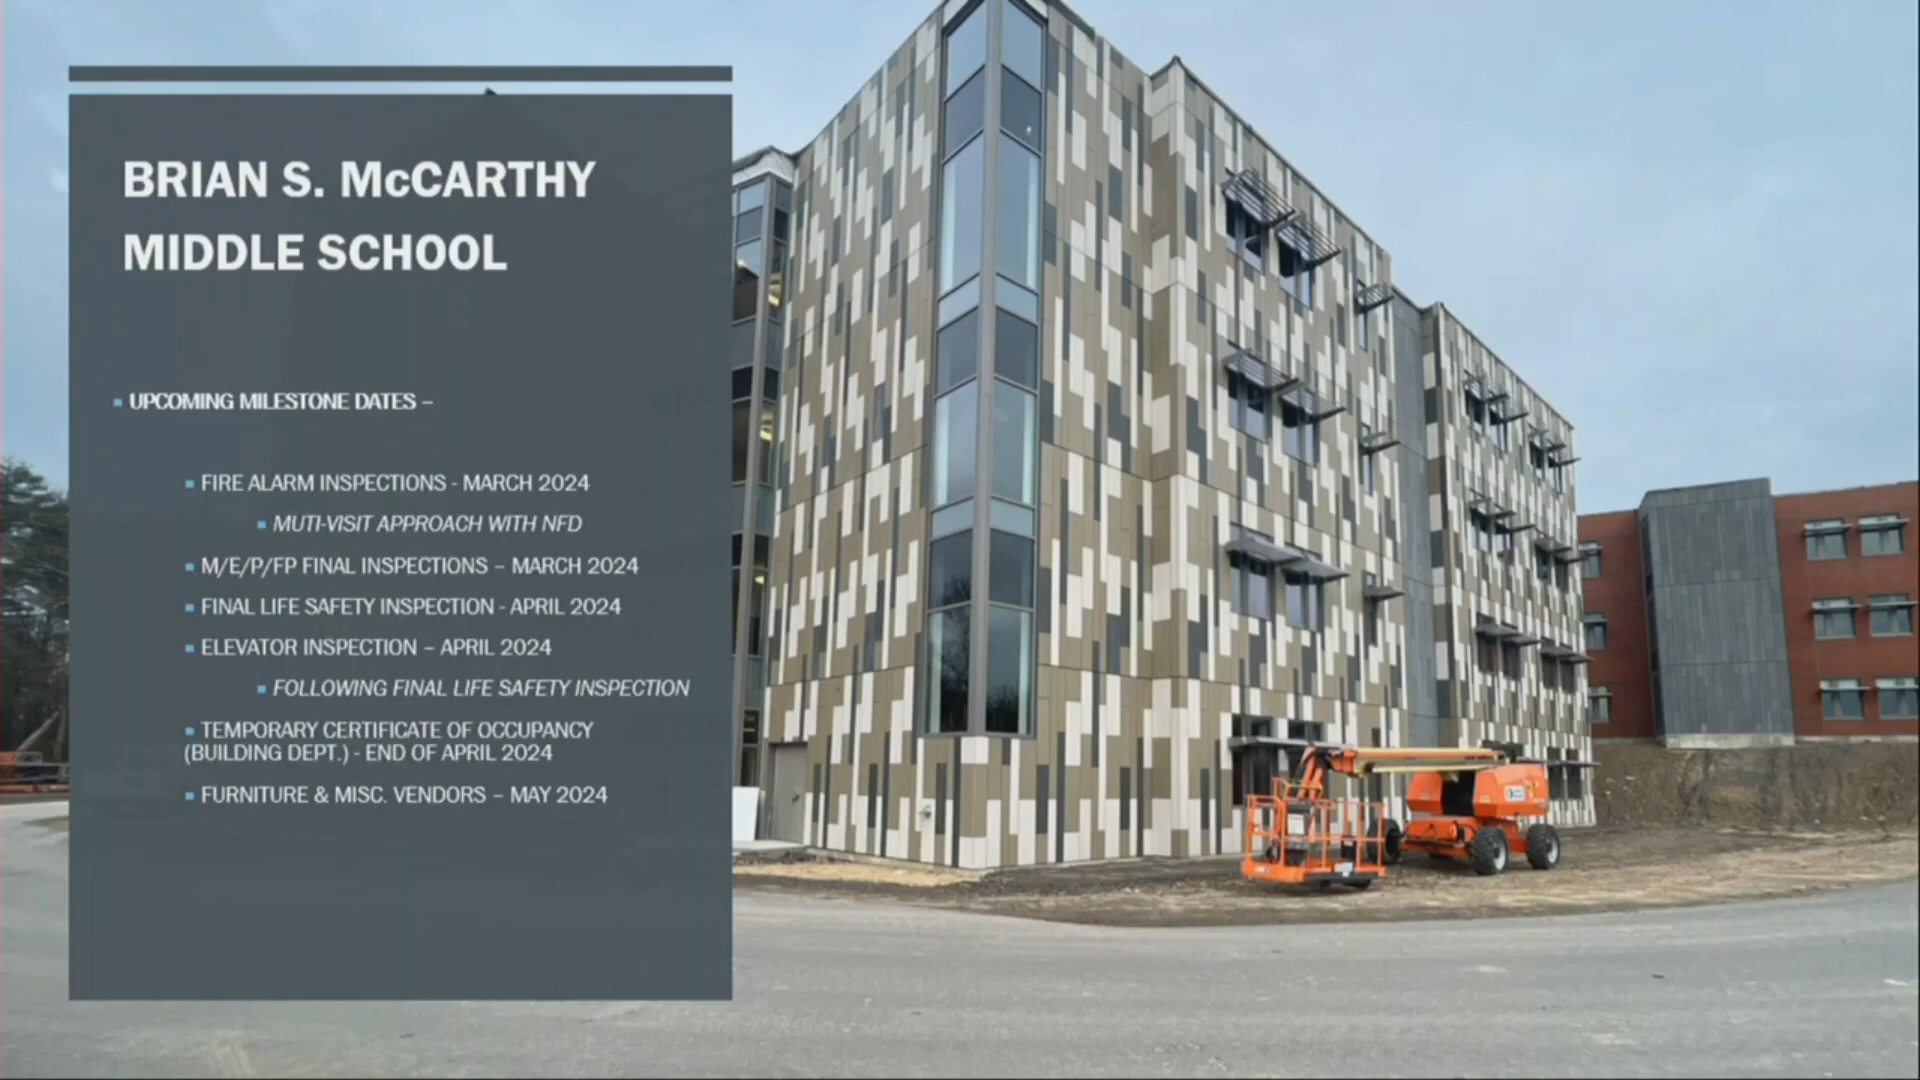 BRIAN S. McCARTHY
MIDDLE SCHOOL
UPCOMING MILESTONE DATES –
FIRE ALARM INSPECTIONS - MARCH 2024
MUTI-VISIT APPROACH WITH NFD
M/E/P/FP FINAL INSPECTIONS – MARCH 2024
FINAL LIFE SAFETY INSPECTION - APRIL 2024
ELEVATOR INSPECTION – APRIL 2024
FOLLOWING FINAL LIFE SAFETY INSPECTION
TEMPORARY CERTIFICATE OF OCCUPANCY
(BUILDING DEPT.) - END OF APRIL 2024
FURNITURE & MISC. VENDORS – MAY 2024